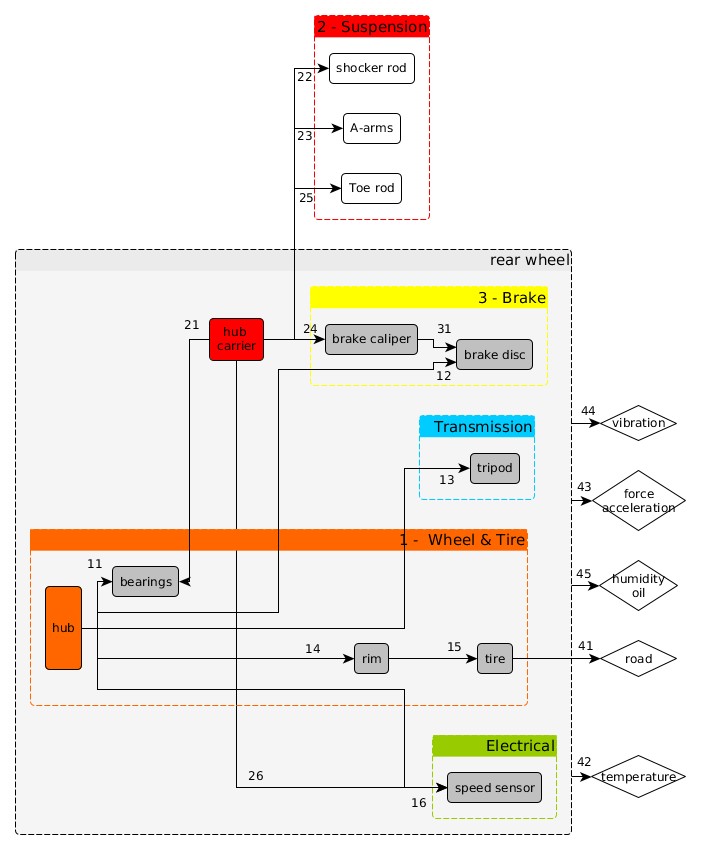 2 - Suspension
shocker rod
22
A-arms
23
Toe rod
25
rear wheel
3 - Brake
21
hub
carrier
24
brake caliper
31
brake disc
12
44
vibration
Transmission
tripod
13
43
force
acceleration
1 -  Wheel & Tire
11
bearings
45
humidity
oil
hub
14
rim
15
tire
41
road
Electrical
26
speed sensor
16
42
temperature